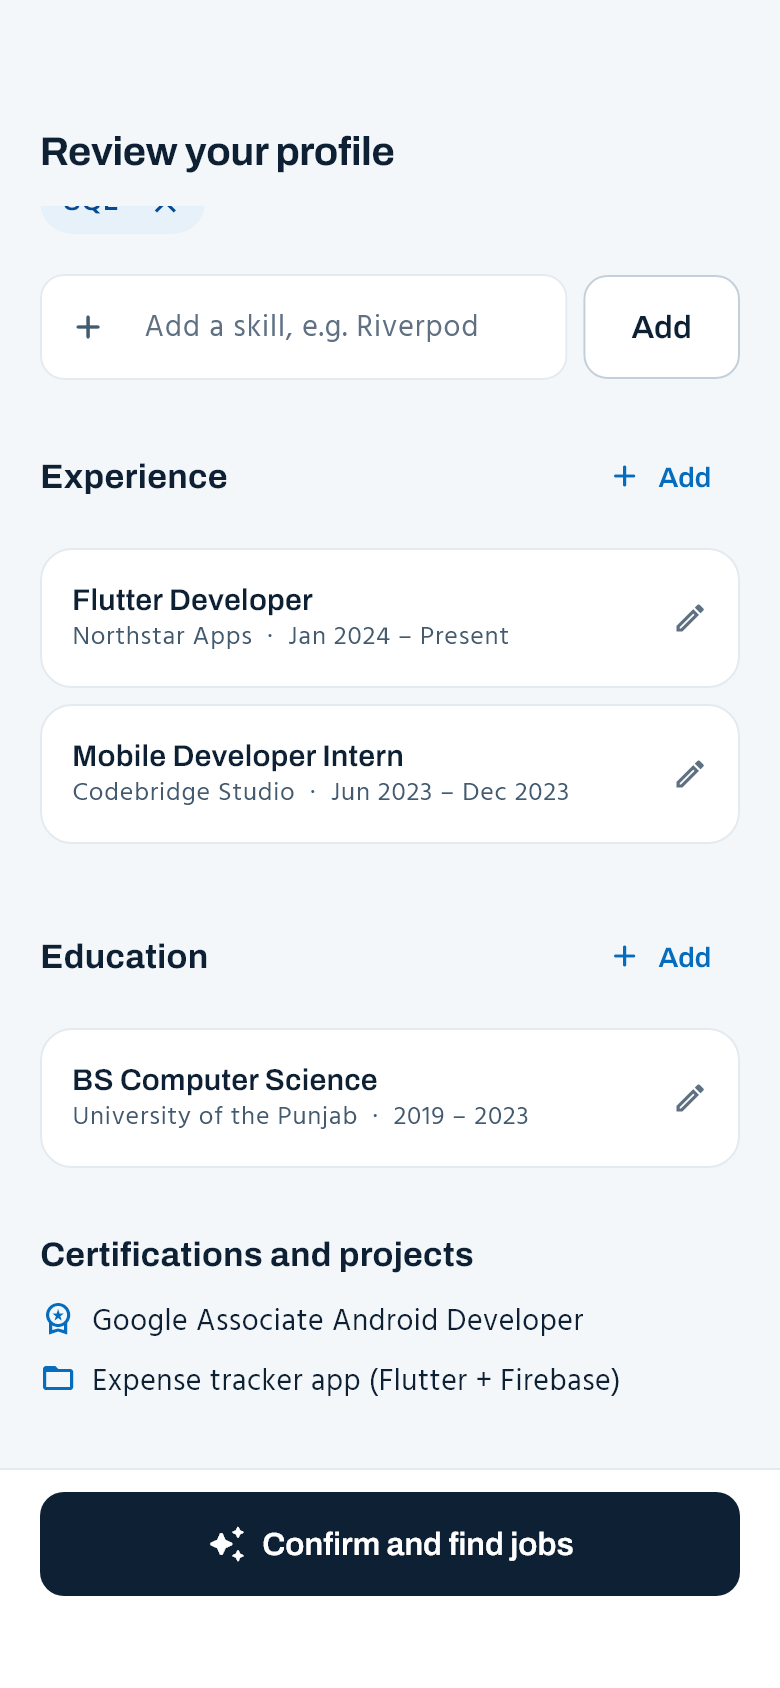 Review your profile
SQL
Add a skill, e.g. Riverpod
Add
Experience
Add
Flutter Developer
Northstar Apps · Jan 2024 – Present
Mobile Developer Intern
Codebridge Studio · Jun 2023 – Dec 2023
Education
Add
BS Computer Science
University of the Punjab · 2019 – 2023
Certifications and projects
Google Associate Android Developer
Expense tracker app (Flutter + Firebase)
Confirm and find jobs